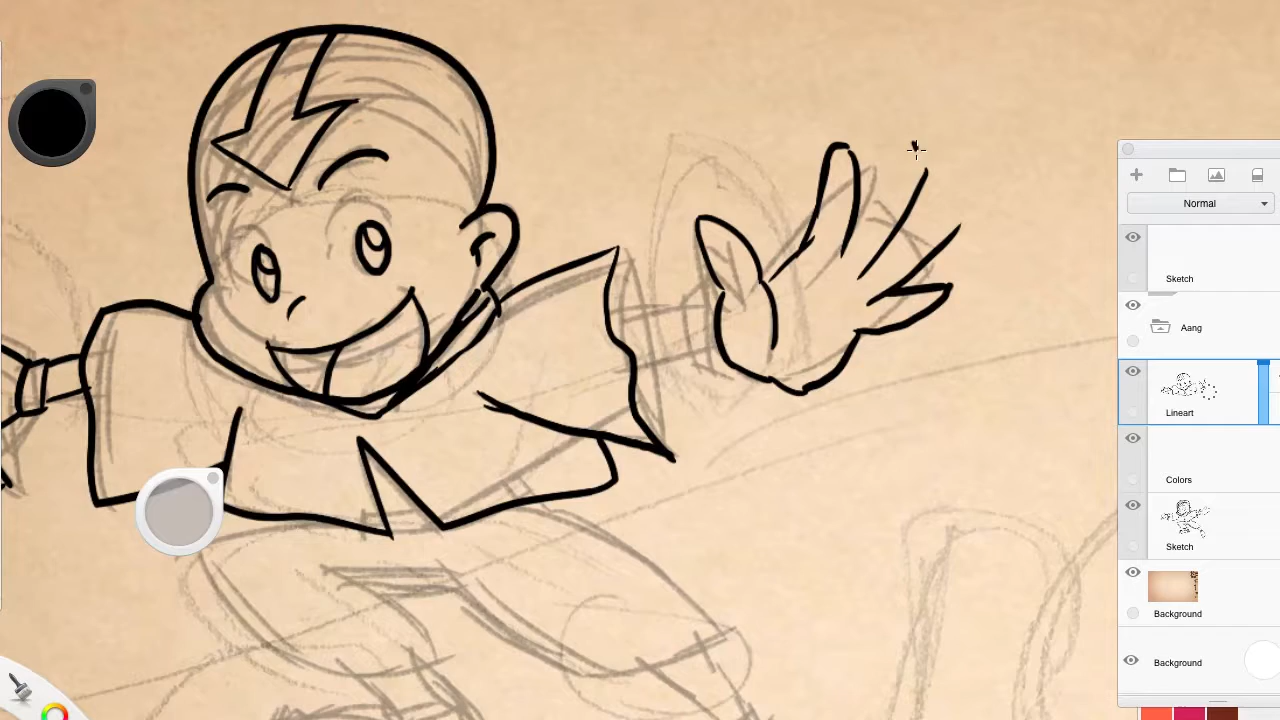 Normal
Sketch
Aang
Lineart
Colors
Sketch
Background
Background